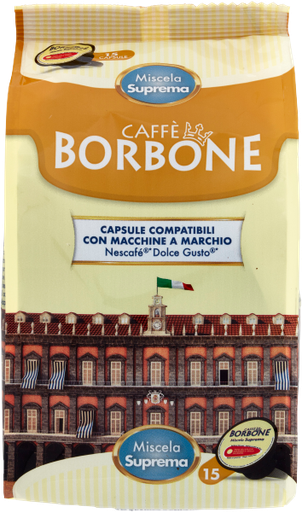 15
CAPSULE
Miscela
Suprema
CAFFÈ
BORBONE
CAPSULE COMPATIBILI
CON MACCHINE A MARCHIO
Nescafé®* Dolce Gusto®*
Miscela
Suprema
15
CAFFÈ
BORBONE
Miscela Suprema